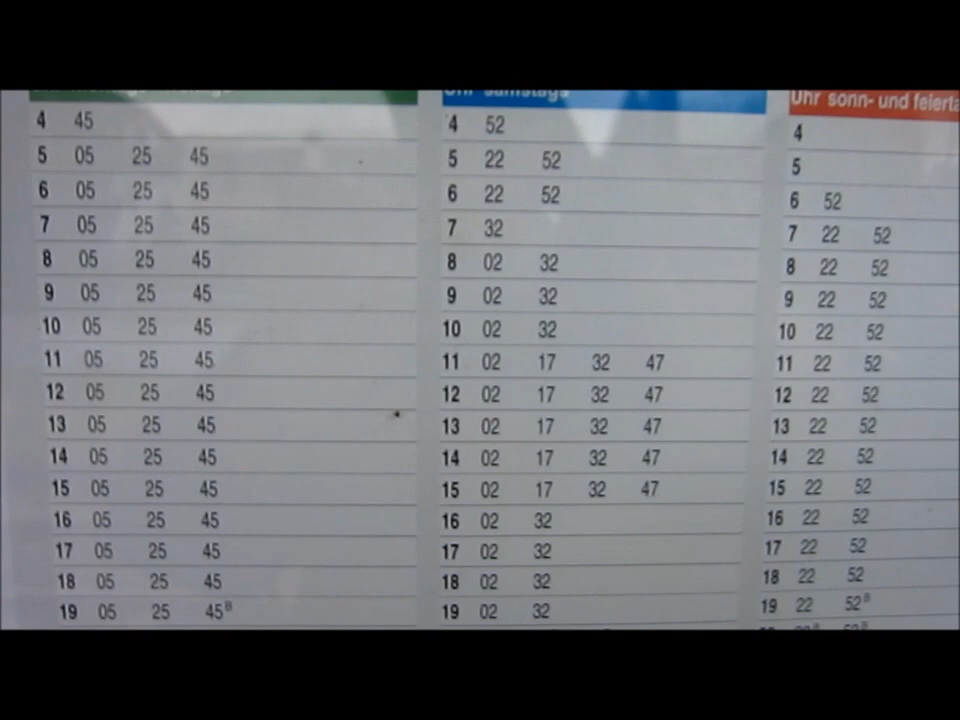 Uhr samstags
Uhr sonn- und feierta
4 45
5 05 25 45
6 05 25 45
7 05 25 45
8 05 25 45
9 05 25 45
10 05 25 45
11 05 25 45
12 05 25 45
13 05 25 45
14 05 25 45
15 05 25 45
16 05 25 45
17 05 25 45
18 05 25 45
19 05 25 45B
4 52
5 22 52
6 22 52
7 32
8 02 32
9 02 32
10 02 32
11 02 17 32 47
12 02 17 32 47
13 02 17 32 47
14 02 17 32 47
15 02 17 32 47
16 02 32
17 02 32
18 02 32
19 02 32
4
5
6 52
7 22 52
8 22 52
9 22 52
10 22 52
11 22 52
12 22 52
13 22 52
14 22 52
15 22 52
16 22 52
17 22 52
18 22 52
19 22 52B